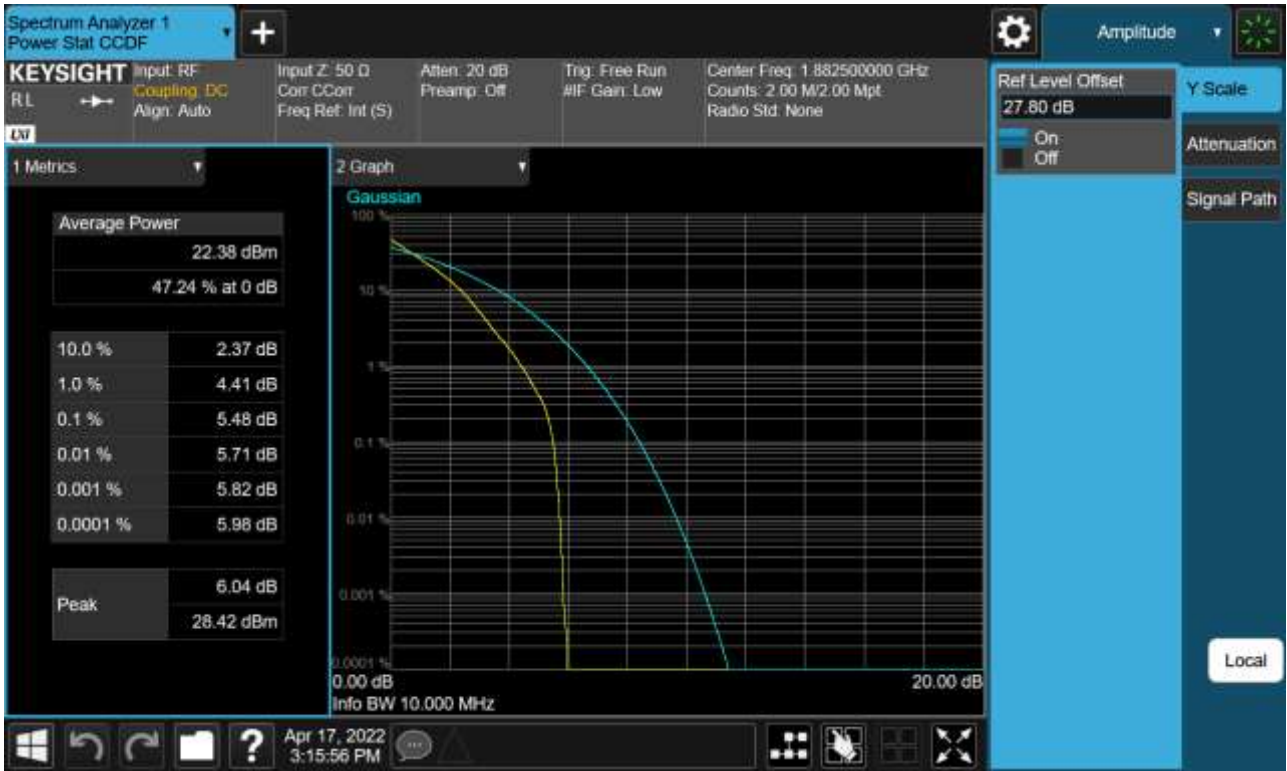 Spectrum Analyzer 1
Power Stat CCDF
+
Amplitude
KEYSIGHT
RL
LXI
Input: RF
Coupling: DC
Align: Auto
Input Z: 50 Ω
Corr CCorr
Freq Ref: Int (S)
Atten: 20 dB
Preamp: Off
Trig: Free Run
#IF Gain: Low
Center Freq: 1.882500000 GHz
Counts: 2.00 M/2.00 Mpt
Radio Std: None
Ref Level Offset
27.80 dB
On
Off
Y Scale
Attenuation
Signal Path
Local
1 Metrics
Average Power
22.38 dBm
47.24 % at 0 dB
10.0 % 2.37 dB
1.0 % 4.41 dB
0.1 % 5.48 dB
0.01 % 5.71 dB
0.001 % 5.82 dB
0.0001 % 5.98 dB
Peak
6.04 dB
28.42 dBm
2 Graph
Gaussian
100 %
10 %
1 %
0.1 %
0.01 %
0.001 %
0.0001 %
0.00 dB 20.00 dB
Info BW 10.000 MHz
?
Apr 17, 2022
3:15:56 PM